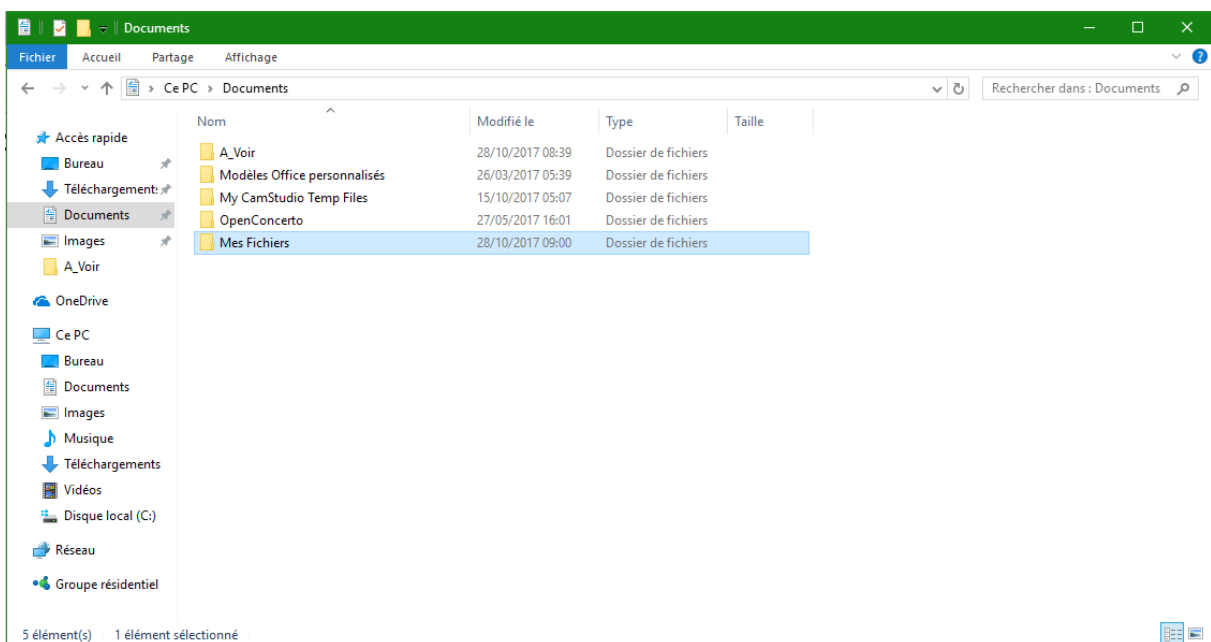 Documents
Fichier Accueil Partage Affichage
Ce PC > Documents Rechercher dans : Documents
Nom Modifié le Type Taille
Accès rapide
Bureau
Téléchargements
Documents
Images
A_Voir
OneDrive
Ce PC
Bureau
Documents
Images
Musique
Téléchargements
Vidéos
Disque local (C:)
Réseau
Groupe résidentiel
A_Voir 28/10/2017 08:39 Dossier de fichiers
Modèles Office personnalisés 26/03/2017 05:39 Dossier de fichiers
My CamStudio Temp Files 15/10/2017 05:07 Dossier de fichiers
OpenConcerto 27/05/2017 16:01 Dossier de fichiers
Mes Fichiers 28/10/2017 09:00 Dossier de fichiers
5 élément(s) 1 élément sélectionné